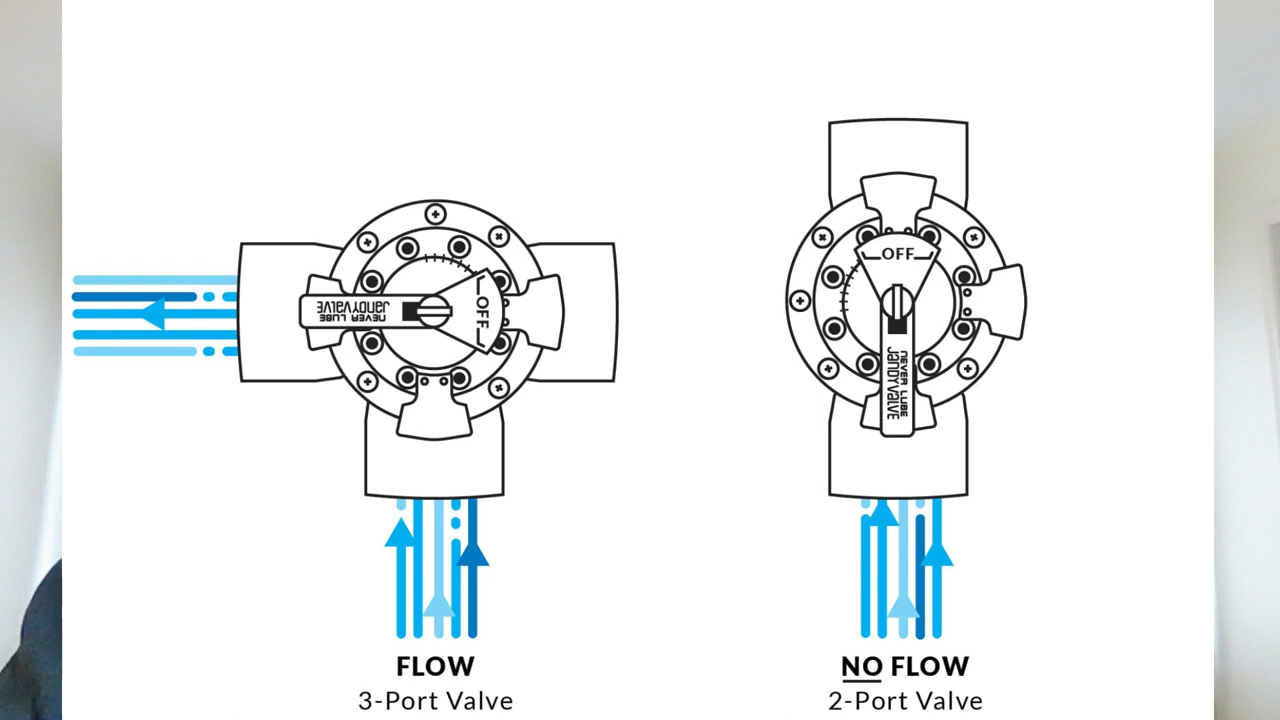 OFF
NEVER LUBE
JANDYVALVE
OFF
NEVER LUBE
JANDYVALVE
FLOW
3-Port Valve
NO FLOW
2-Port Valve